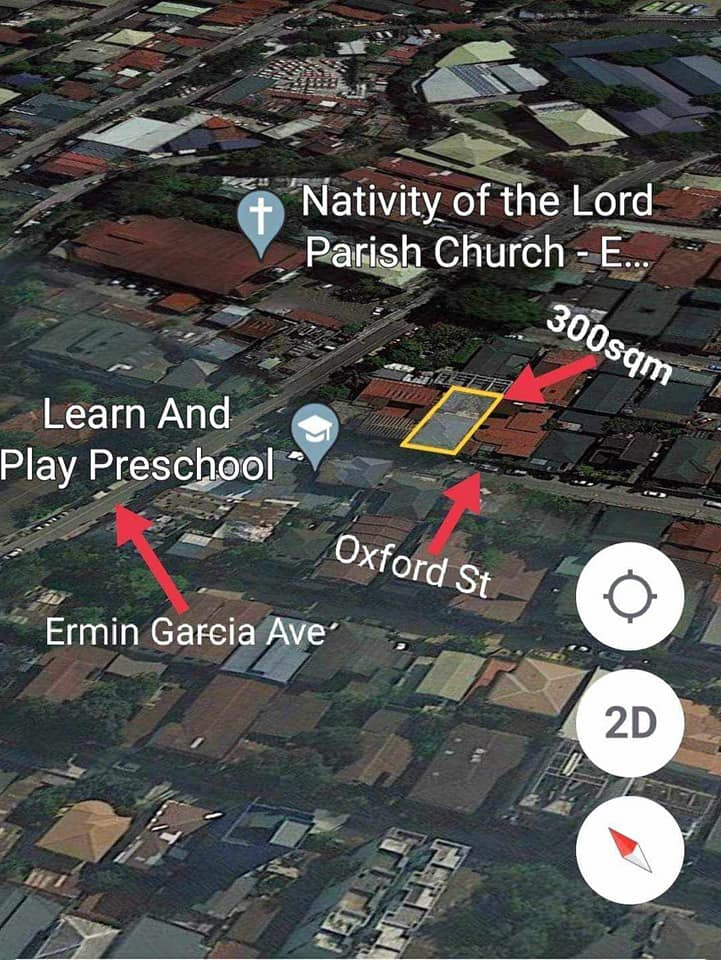 Nativity of the Lord
Parish Church - E...
300sqm
Learn And
Play Preschool
Oxford St
Ermin Garcia Ave
2D